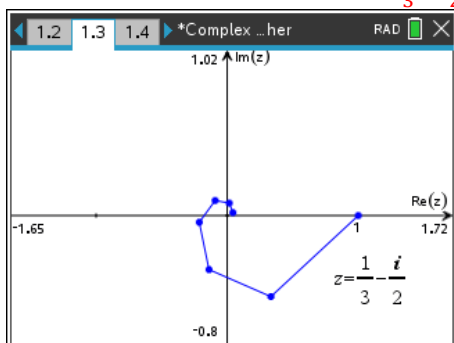 1.2 1.3 1.4 *Complex ...her RAD
1.02 Im(z)
Re(z)
-1.65 1 1.72
z=1/3-i/2
-0.8